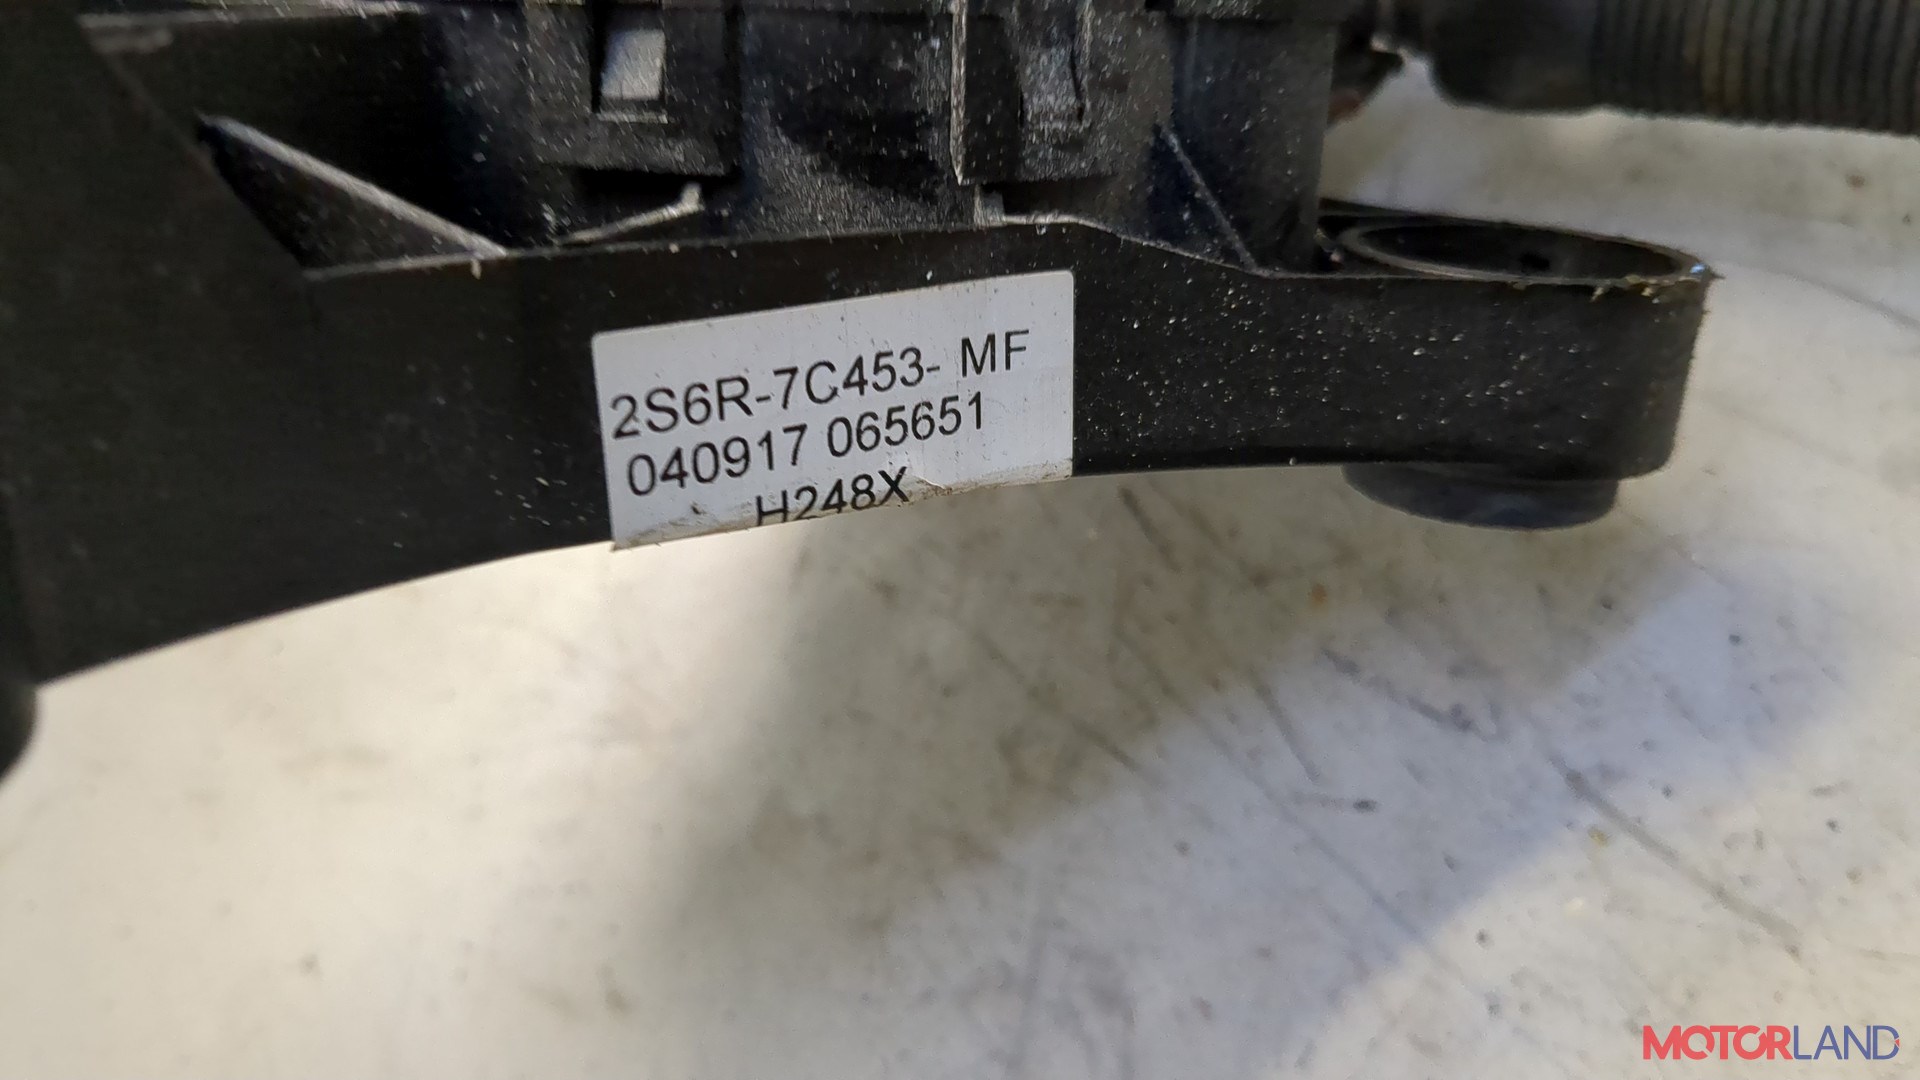 2S6R-7C453- MF
040917 065651
H248X
MOTORLAND